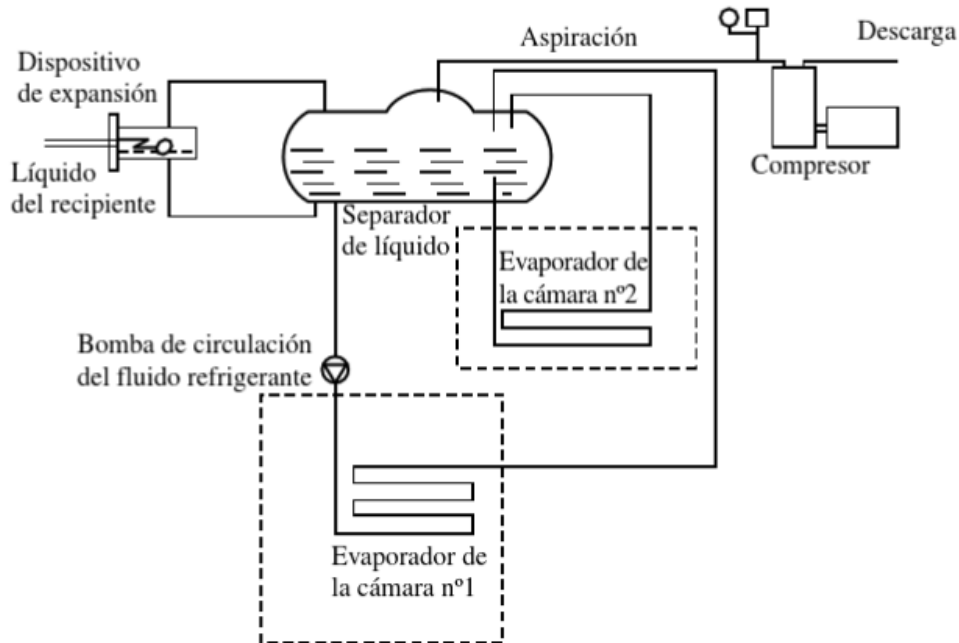 Aspiración
Descarga
Dispositivo
de expansión
Líquido
del recipiente
Compresor
Separador
de líquido
Evaporador de
la cámara nº2
Bomba de circulación
del fluido refrigerante
Evaporador de
la cámara nº1